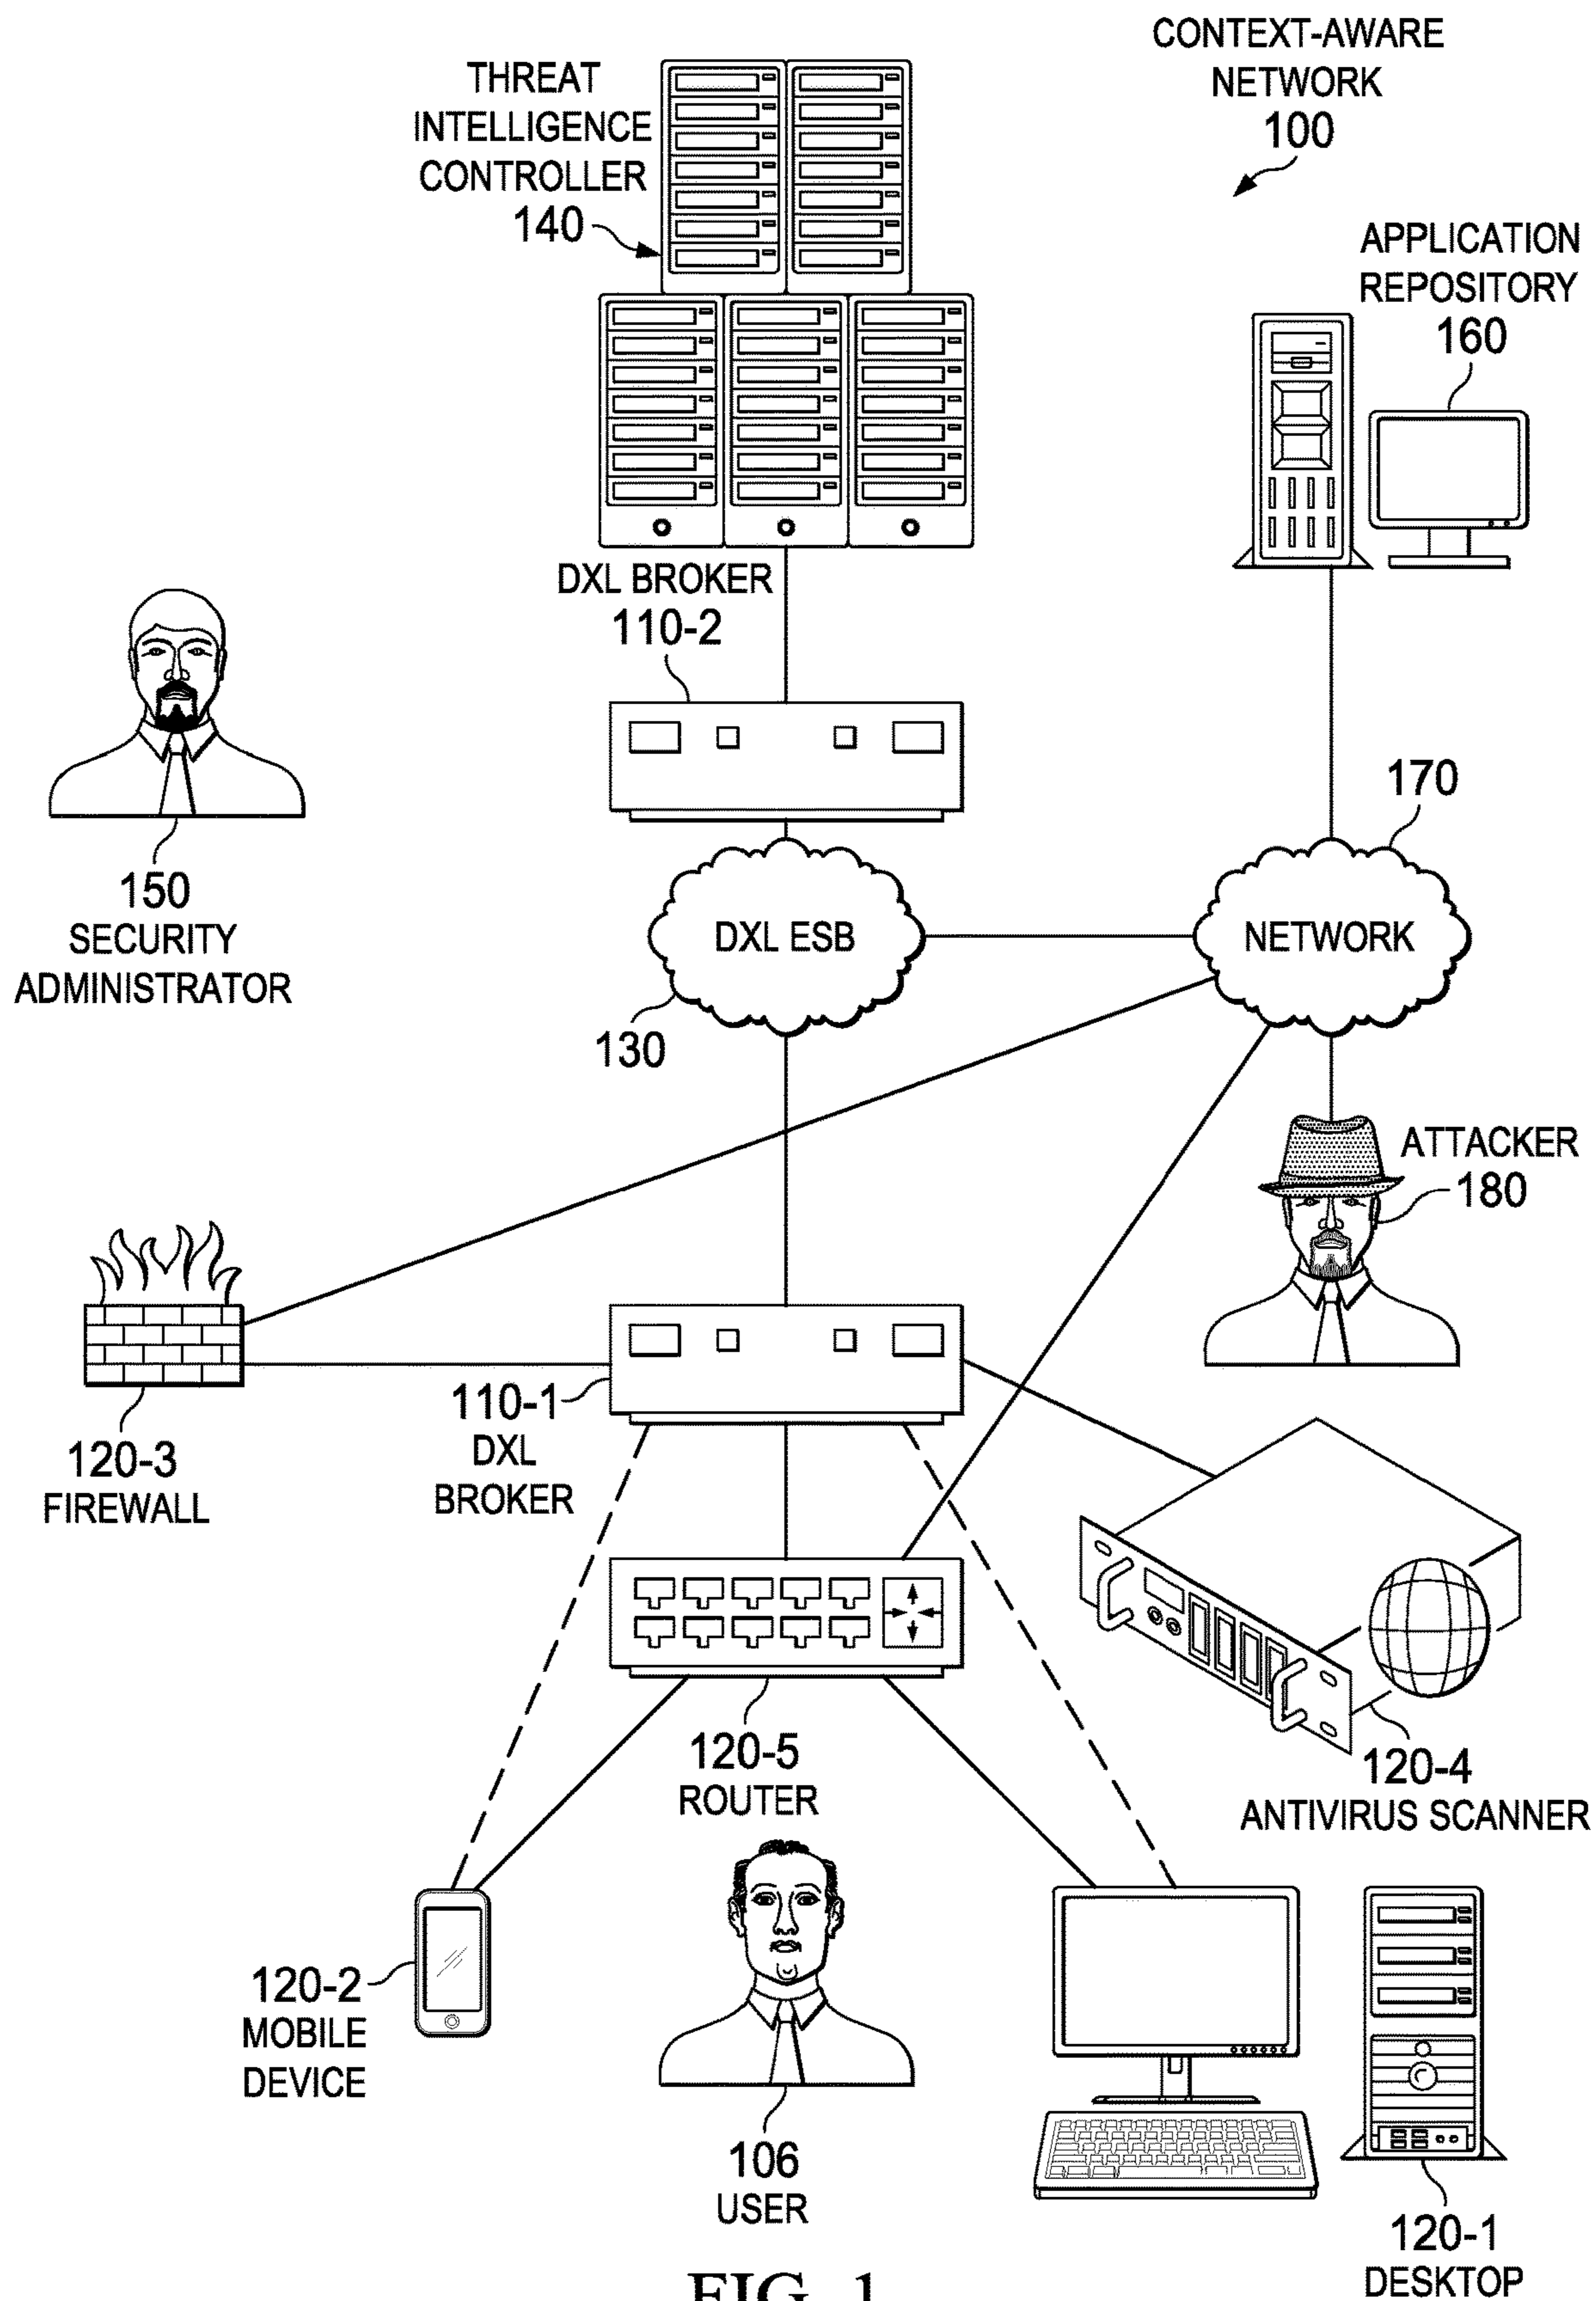 CONTEXT-AWARE
NETWORK
100
THREAT
INTELLIGENCE
CONTROLLER
140
APPLICATION
REPOSITORY
160
DXL BROKER
110-2
150
SECURITY
ADMINISTRATOR
170
DXL ESB
NETWORK
130
ATTACKER
180
120-3
FIREWALL
110-1
DXL
BROKER
120-5
ROUTER
120-4
ANTIVIRUS SCANNER
120-2
MOBILE
DEVICE
106
USER
120-1
DESKTOP
FIG. 1